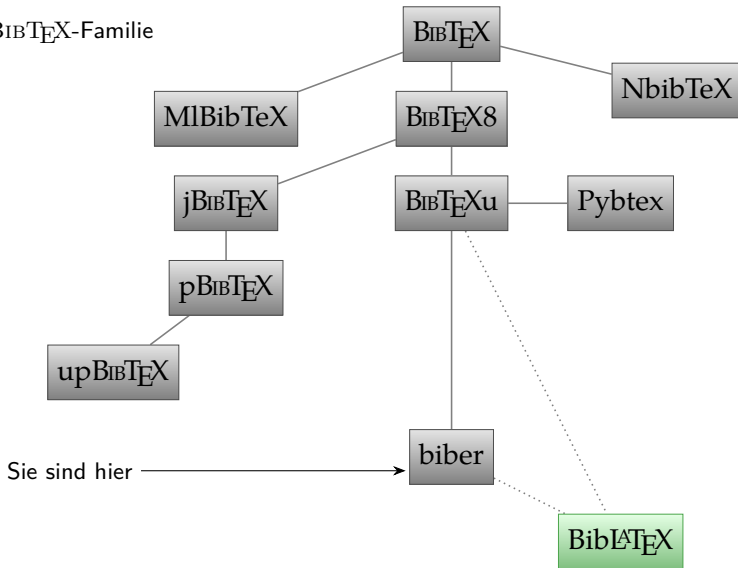 BIBTEX-Familie
BIBTEX
NbibTeX
MlBibTeX
BIBTEX8
jBIBTEX
BIBTEXu
Pybtex
pBIBTEX
upBIBTEX
biber
Sie sind hier
BibLATEX